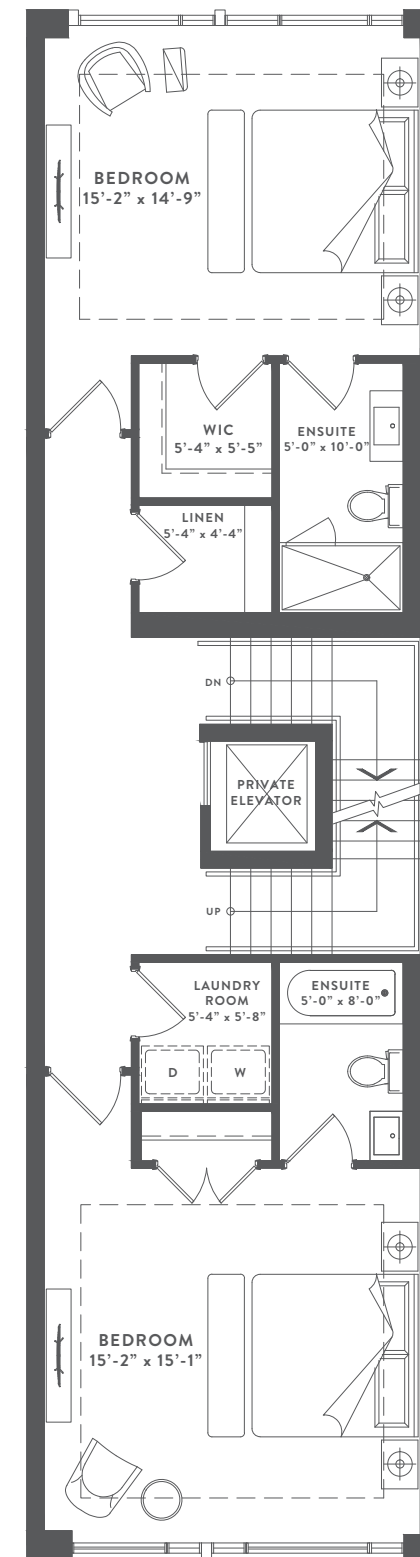 BEDROOM
15’-2” x 14’-9”
WIC
5’-4” x 5’-5”
ENSUITE
5’-0” x 10’-0”
LINEN
5’-4” x 4’-4”
DN
PRIVATE
ELEVATOR
UP
LAUNDRY
ROOM
5’-4” x 5’-8”
ENSUITE
5’-0” x 8’-0”
D
W
BEDROOM
15’-2” x 15’-1”